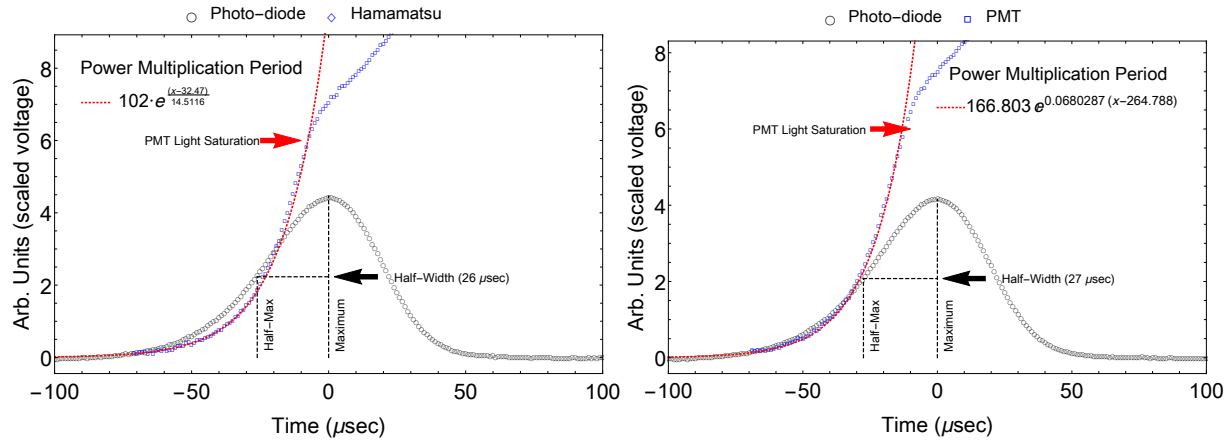 Photo−diode Hamamatsu
Arb. Units (scaled voltage)
8
6
4
2
0
Power Multiplication Period
102·e^((x−32.47)/14.5116)
PMT Light Saturation
Half−Width (26 μsec)
Half−Max
Maximum
−100 −50 0 50 100
Time (μsec)
Photo−diode PMT
Arb. Units (scaled voltage)
8
6
4
2
0
Power Multiplication Period
166.803 e^0.0680287 (x−264.788)
PMT Light Saturation
Half−Width (27 μsec)
Half−Max
Maximum
−100 −50 0 50 100
Time (μsec)